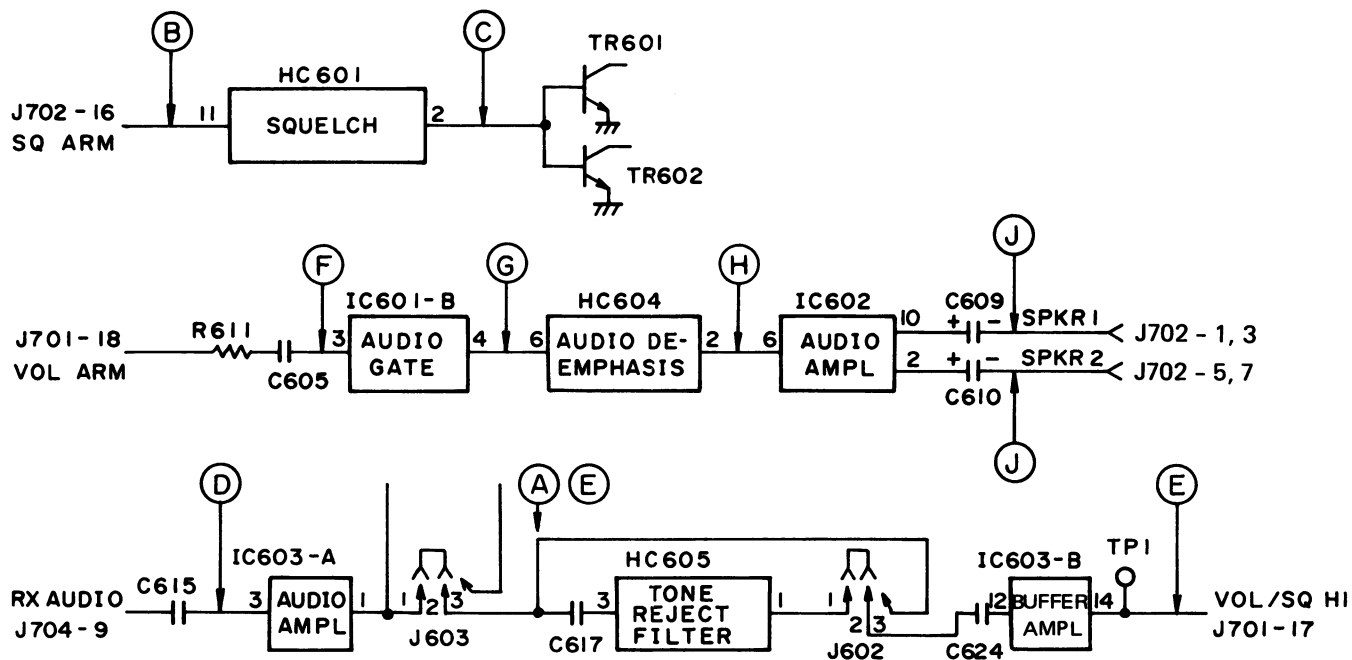 B
C
TR601
HC601
J702-16
SQ ARM
11
SQUELCH
2
TR602
F
G
H
J
IC601-B
HC604
IC602
C609
J701-18
VOL ARM
R611
C605
3
AUDIO
GATE
4
6
AUDIO DE-
EMPHASIS
2
6
AUDIO
AMPL
10
2
+ -
SPKR1
J702-1, 3
+ -
SPKR2
J702-5, 7
C610
J
D
A
E
E
IC603-A
HC605
IC603-B
TP1
RX AUDIO
J704-9
C615
3
AUDIO
AMPL
1
1
2
3
J603
C617
3
TONE
REJECT
FILTER
1
1
2
3
J602
C624
12
BUFFER
AMPL
14
VOL/SQ HI
J701-17